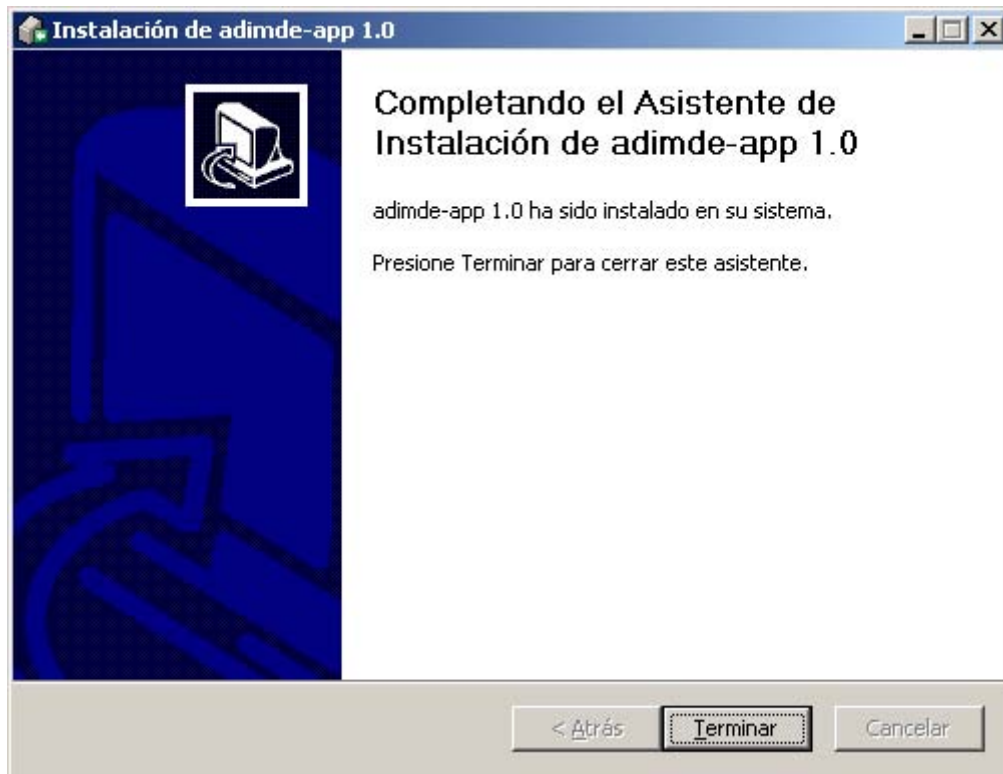 Instalación de adimde-app 1.0
Completando el Asistente de
Instalación de adimde-app 1.0
adimde-app 1.0 ha sido instalado en su sistema.
Presione Terminar para cerrar este asistente.
< Atrás
Terminar
Cancelar